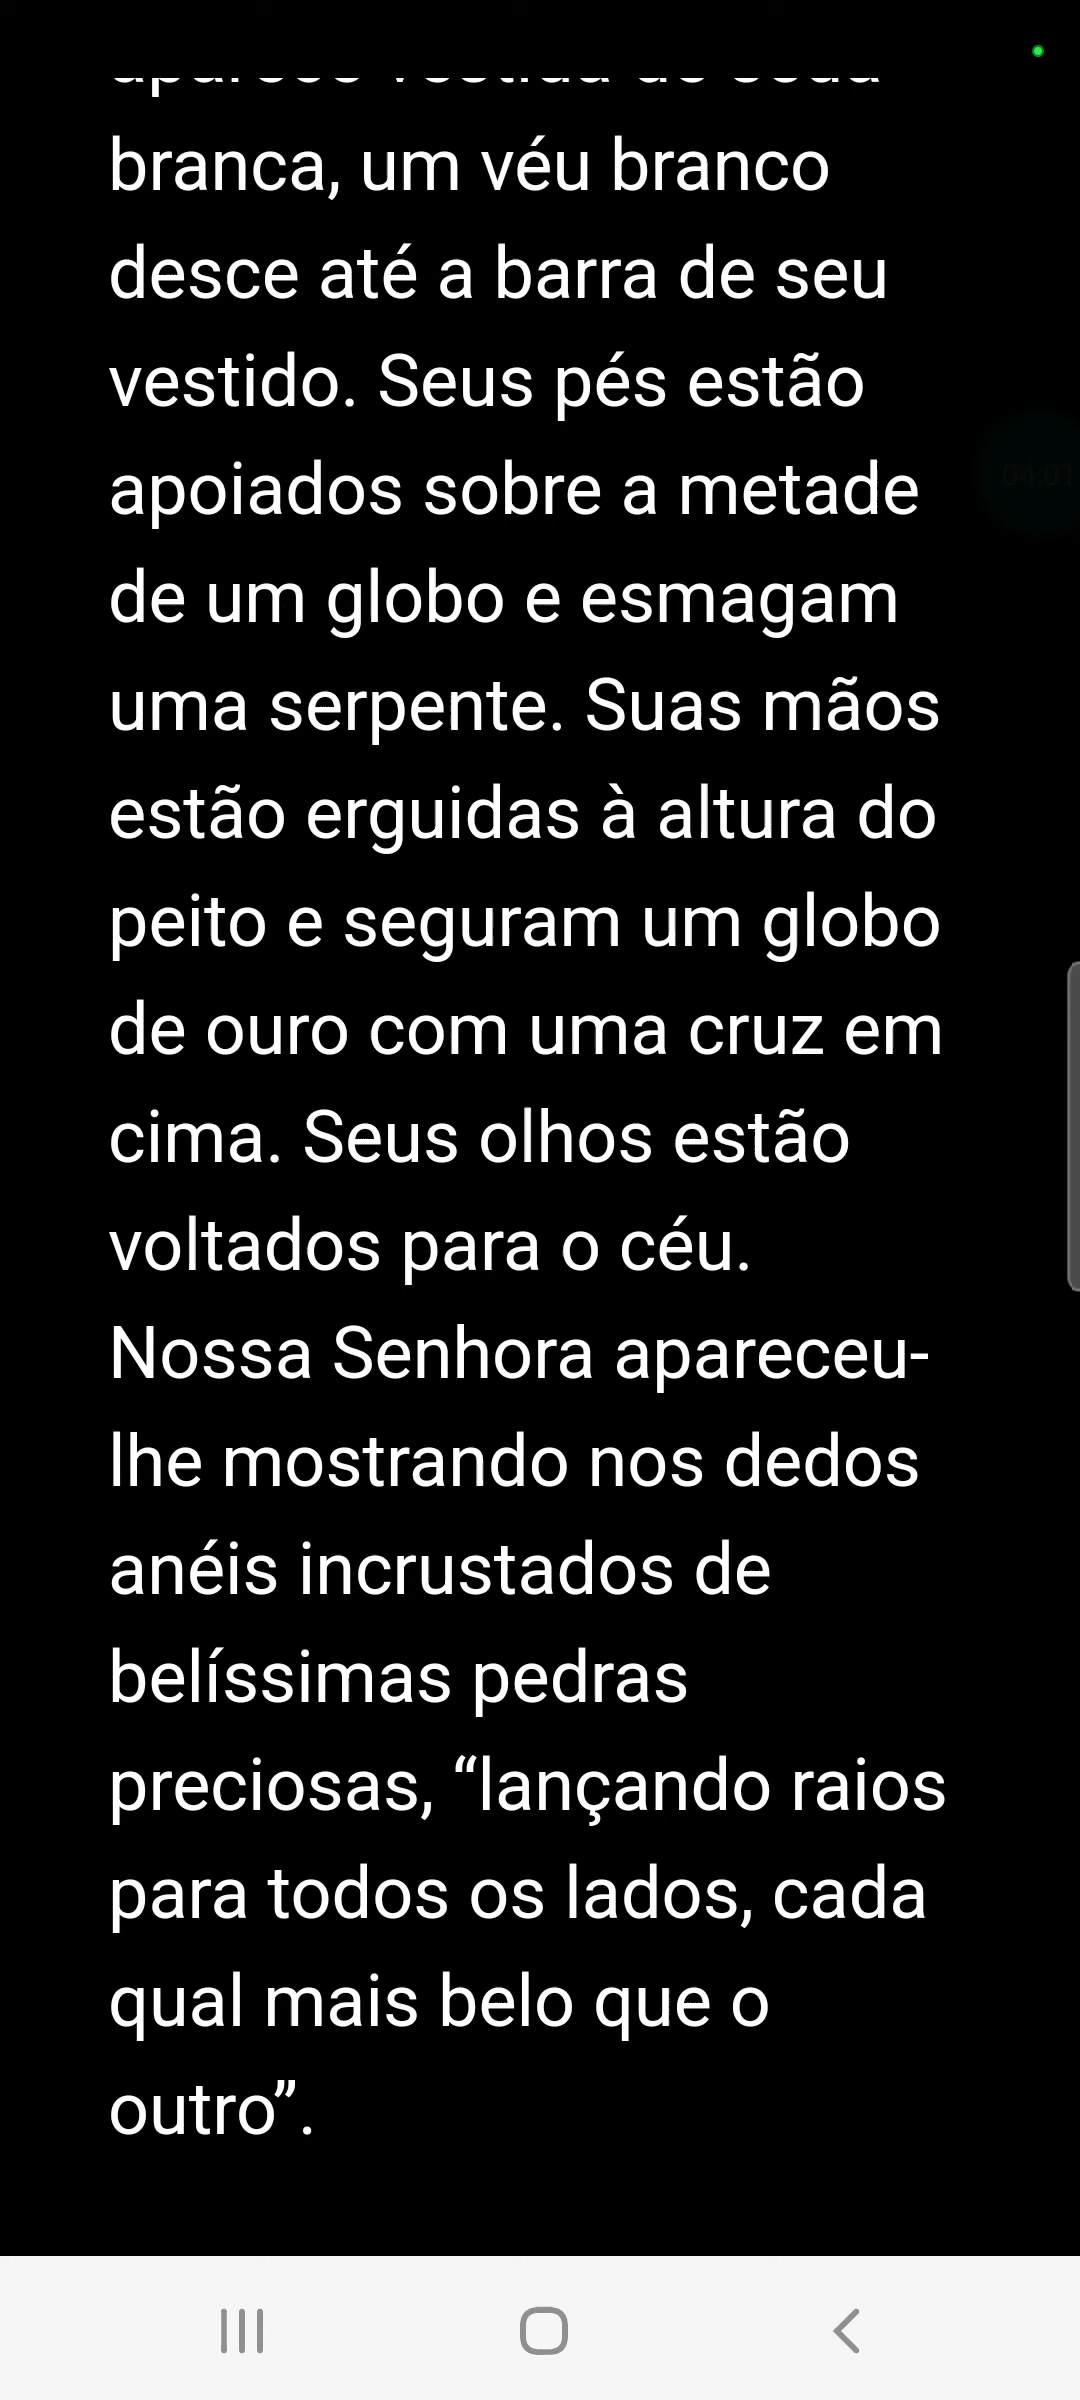 branca, um véu branco
desce até a barra de seu
vestido. Seus pés estão
apoiados sobre a metade
de um globo e esmagam
uma serpente. Suas mãos
estão erguidas à altura do
peito e seguram um globo
de ouro com uma cruz em
cima. Seus olhos estão
voltados para o céu.
Nossa Senhora apareceu-
lhe mostrando nos dedos
anéis incrustados de
belíssimas pedras
preciosas, “lançando raios
para todos os lados, cada
qual mais belo que o
outro”.